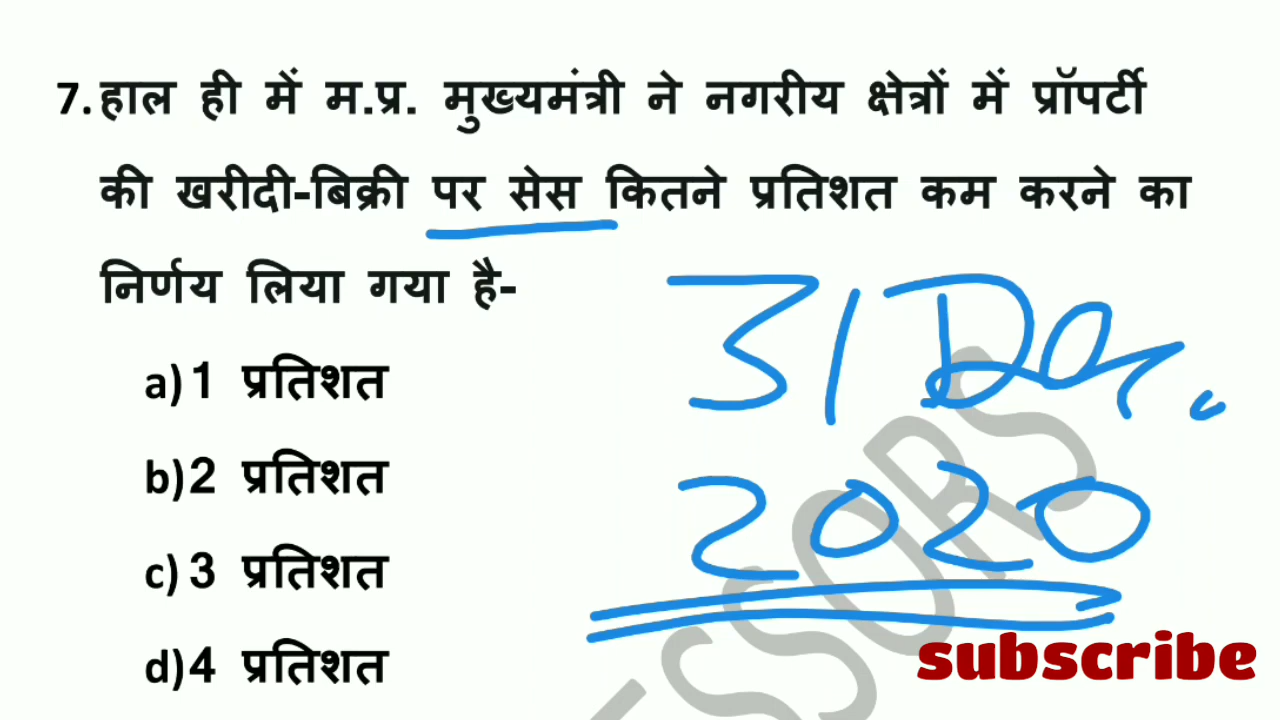 7. हाल ही में म.प्र. मुख्यमंत्री ने नगरीय क्षेत्रों में प्रॉपर्टी
की खरीदी-बिक्री पर सेस कितने प्रतिशत कम करने का
निर्णय लिया गया है-
a) 1 प्रतिशत
31 Dec.
b) 2 प्रतिशत
2020
c) 3 प्रतिशत
d) 4 प्रतिशत
subscribe